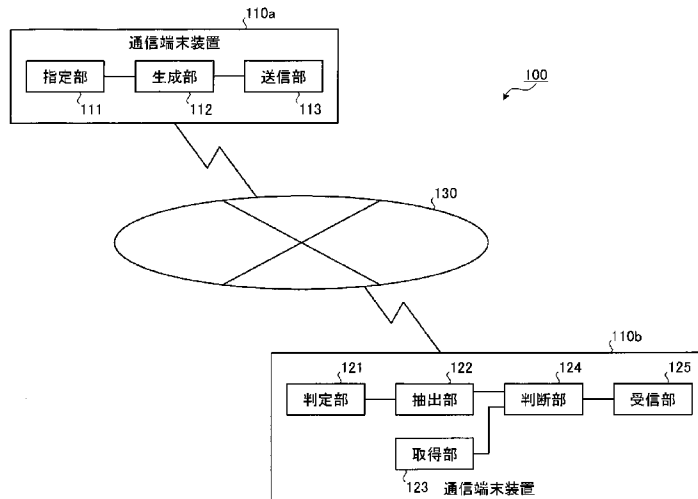 110a
通信端末装置
指定部 生成部 送信部
111 112 113
100
130
110b
121 122 124 125
判定部 抽出部 判断部 受信部
取得部
123 通信端末装置